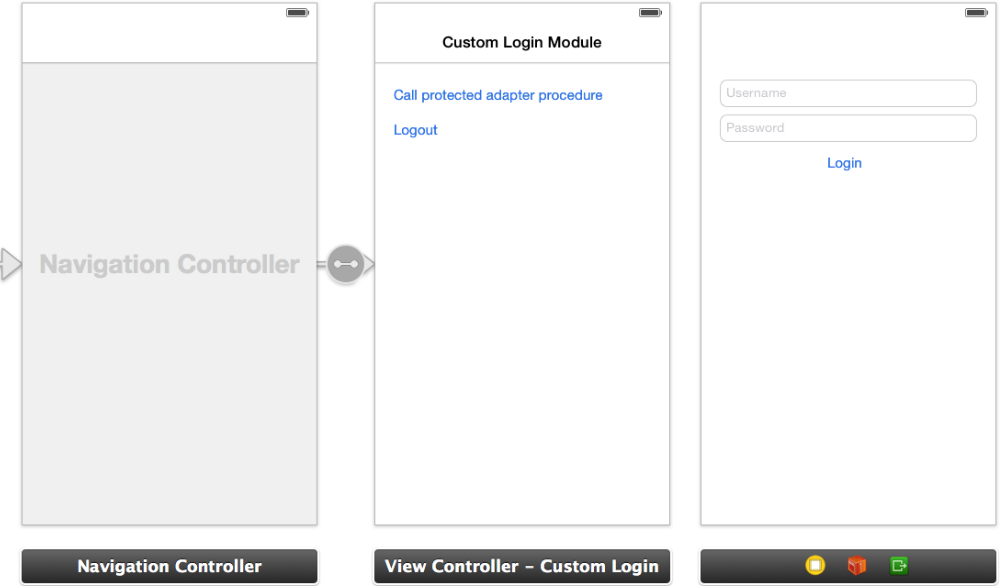 Navigation Controller
Navigation Controller
Custom Login Module
Call protected adapter procedure
Logout
View Controller – Custom Login
Username
Password
Login